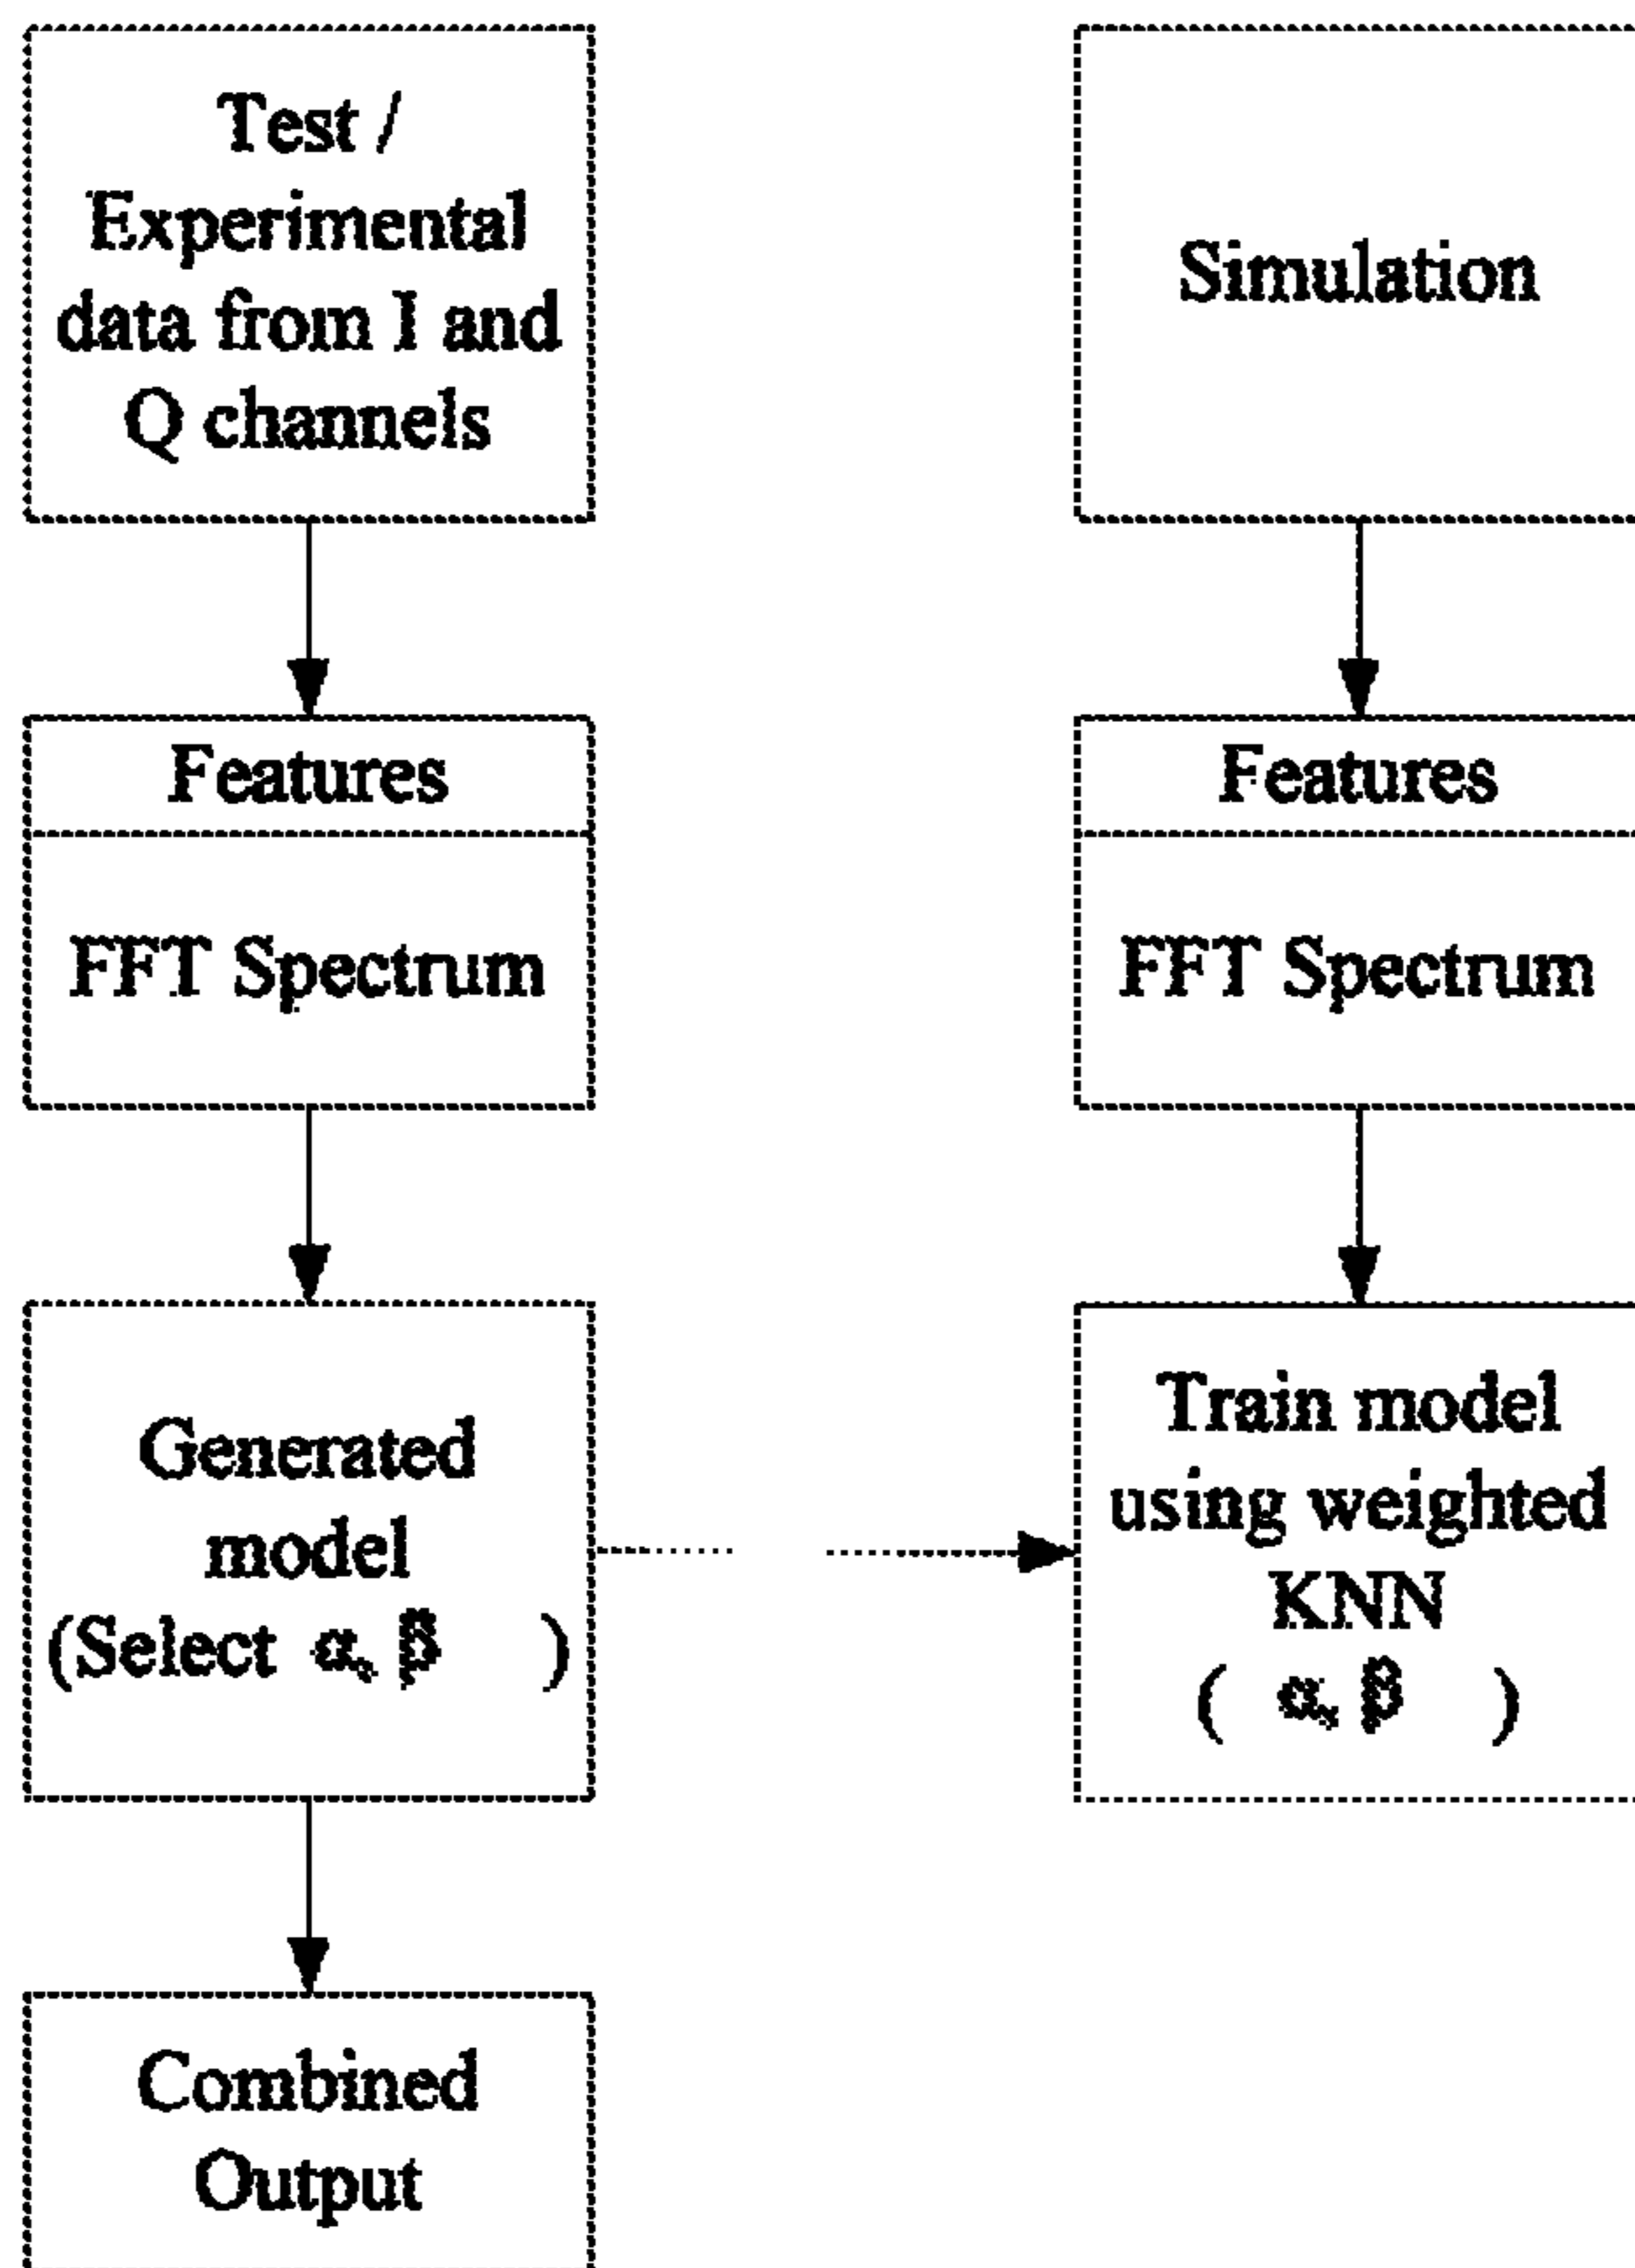 Test /
Experimental
data from I and
Q channels
Features
FFT Spectrum
Generated
model
(Select α, β )
Combined
Output
Simulation
Features
FFT Spectrum
Train model
using weighted
KNN
( α, β )